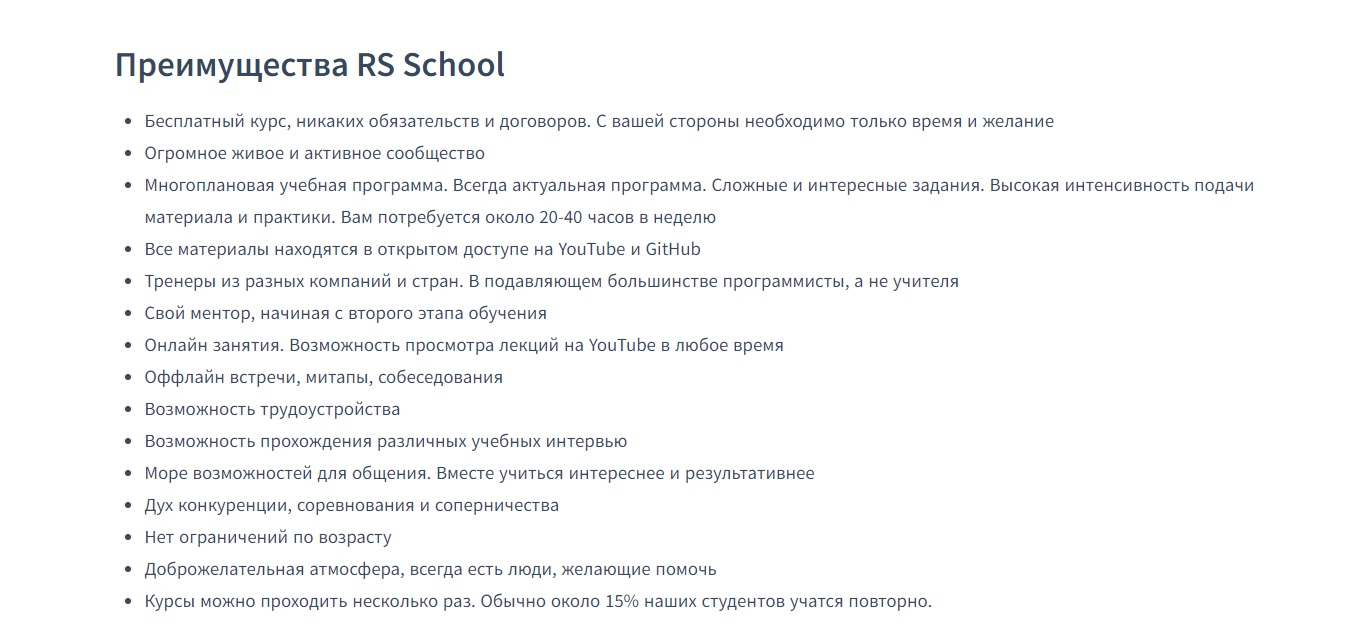 Преимущества RS School
• Бесплатный курс, никаких обязательств и договоров. С вашей стороны необходимо только время и желание
• Огромное живое и активное сообщество
• Многоплановая учебная программа. Всегда актуальная программа. Сложные и интересные задания. Высокая интенсивность подачи
материала и практики. Вам потребуется около 20-40 часов в неделю
• Все материалы находятся в открытом доступе на YouTube и GitHub
• Тренеры из разных компаний и стран. В подавляющем большинстве программисты, а не учителя
• Свой ментор, начиная с второго этапа обучения
• Онлайн занятия. Возможность просмотра лекций на YouTube в любое время
• Оффлайн встречи, митапы, собеседования
• Возможность трудоустройства
• Возможность прохождения различных учебных интервью
• Море возможностей для общения. Вместе учиться интереснее и результативнее
• Дух конкуренции, соревнования и соперничества
• Нет ограничений по возрасту
• Доброжелательная атмосфера, всегда есть люди, желающие помочь
• Курсы можно проходить несколько раз. Обычно около 15% наших студентов учатся повторно.